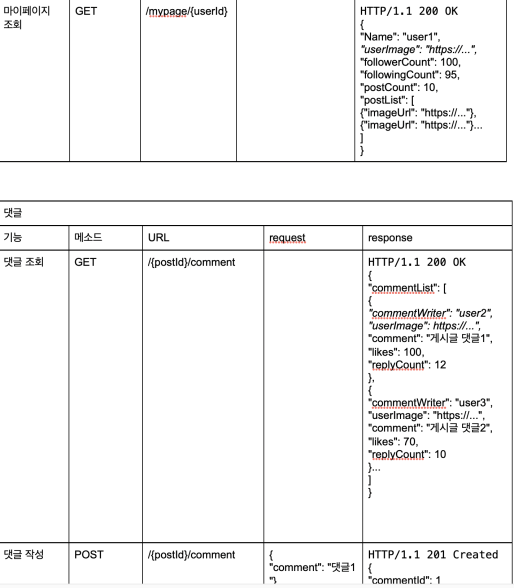 마이페이지 조회 GET /mypage/{userId} HTTP/1.1 200 OK
{
"Name": "user1",
"userImage": "https://...",
"followerCount": 100,
"followingCount": 95,
"postCount": 10,
"postList": [
{"imageUrl": "https://..."},
{"imageUrl": "https://..."}...
]
}
댓글
기능 메소드 URL request response
댓글 조회 GET /{postId}/comment HTTP/1.1 200 OK
{
"commentList": [
{
"commentWriter": "user2",
"userImage": https://...",
"comment": "게시글 댓글1",
"likes": 100,
"replyCount": 12
},
{
"commentWriter": "user3",
"userImage": "https://...",
"comment": "게시글 댓글2",
"likes": 70,
"replyCount": 10
}...
]
}
댓글 작성 POST /{postId}/comment { HTTP/1.1 201 Created
"comment": "댓글1 {
"} "commentId": 1